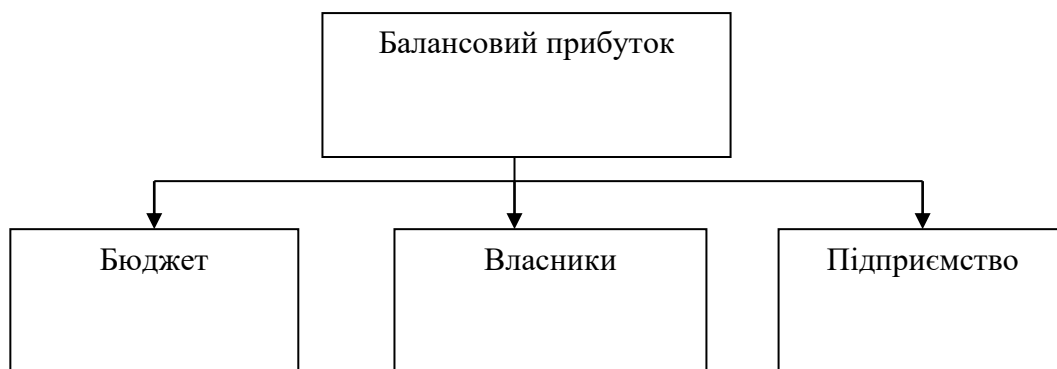 Балансовий прибуток
Бюджет
Власники
Підприємство